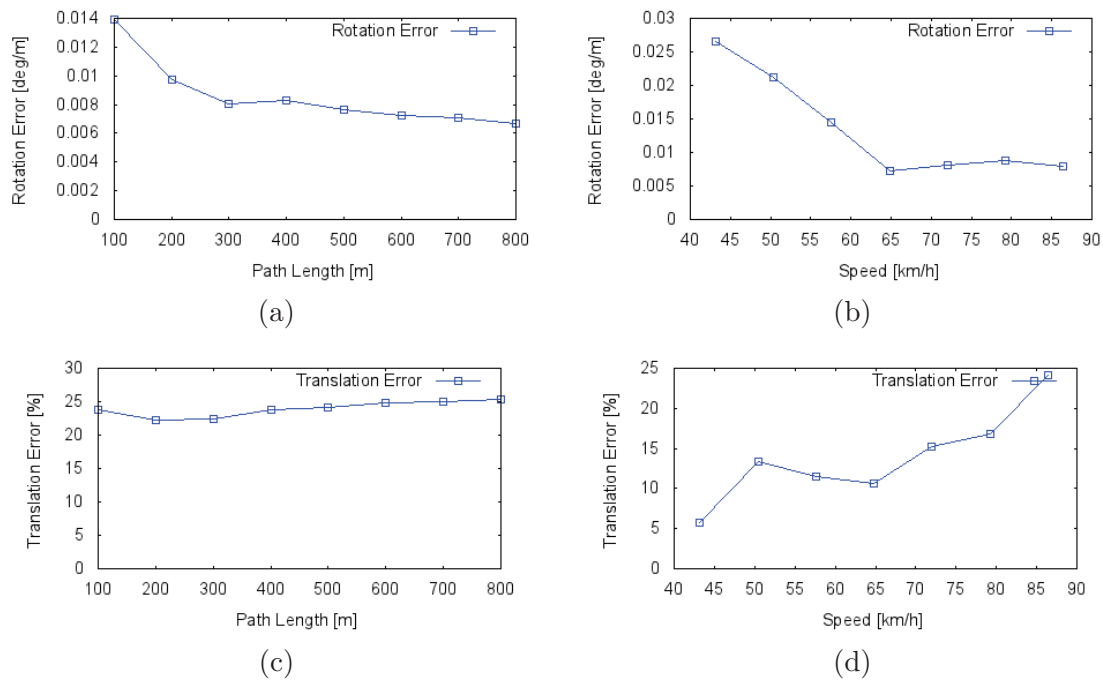 0.014
0.012
0.01
0.008
0.006
0.004
0.002
0
Rotation Error [deg/m]
Rotation Error
100 200 300 400 500 600 700 800
Path Length [m]
(a)
0.03
0.025
0.02
0.015
0.01
0.005
0
Rotation Error [deg/m]
Rotation Error
40 45 50 55 60 65 70 75 80 85 90
Speed [km/h]
(b)
30
25
20
15
10
5
0
Translation Error [%]
Translation Error
100 200 300 400 500 600 700 800
Path Length [m]
(c)
25
20
15
10
5
0
Translation Error [%]
Translation Error
40 45 50 55 60 65 70 75 80 85 90
Speed [km/h]
(d)